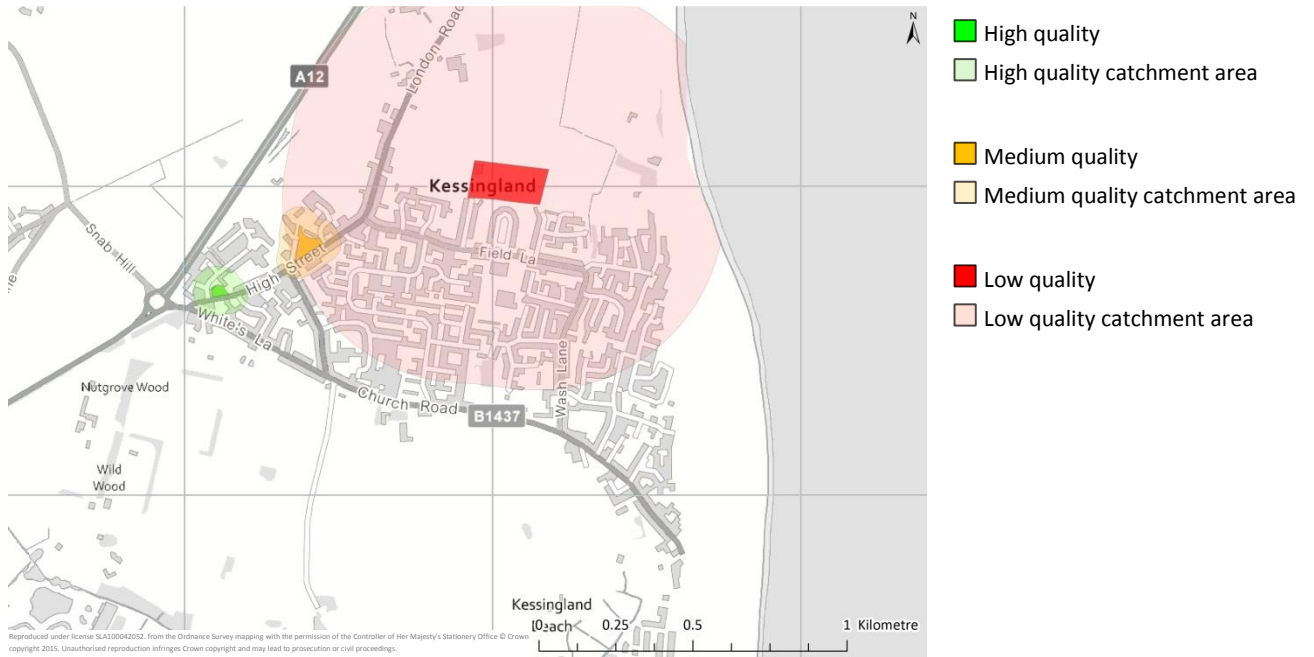 N
High quality
High quality catchment area
Medium quality
Medium quality catchment area
Low quality
Low quality catchment area
A12
London Road
Kessingland
Snab Hill
High Street
Field La
White's La
Wash Lane
Nutgrove Wood
Church Road
B1437
Wild
Wood
Kessingland
Beach
0 0.25 0.5 1 Kilometre
Reproduced under license SLA100042052. from the Ordnance Survey mapping with the permission of the Controller of Her Majesty's Stationery Office © Crown
copyright 2015. Unauthorised reproduction infringes Crown copyright and may lead to prosecution or civil proceedings.